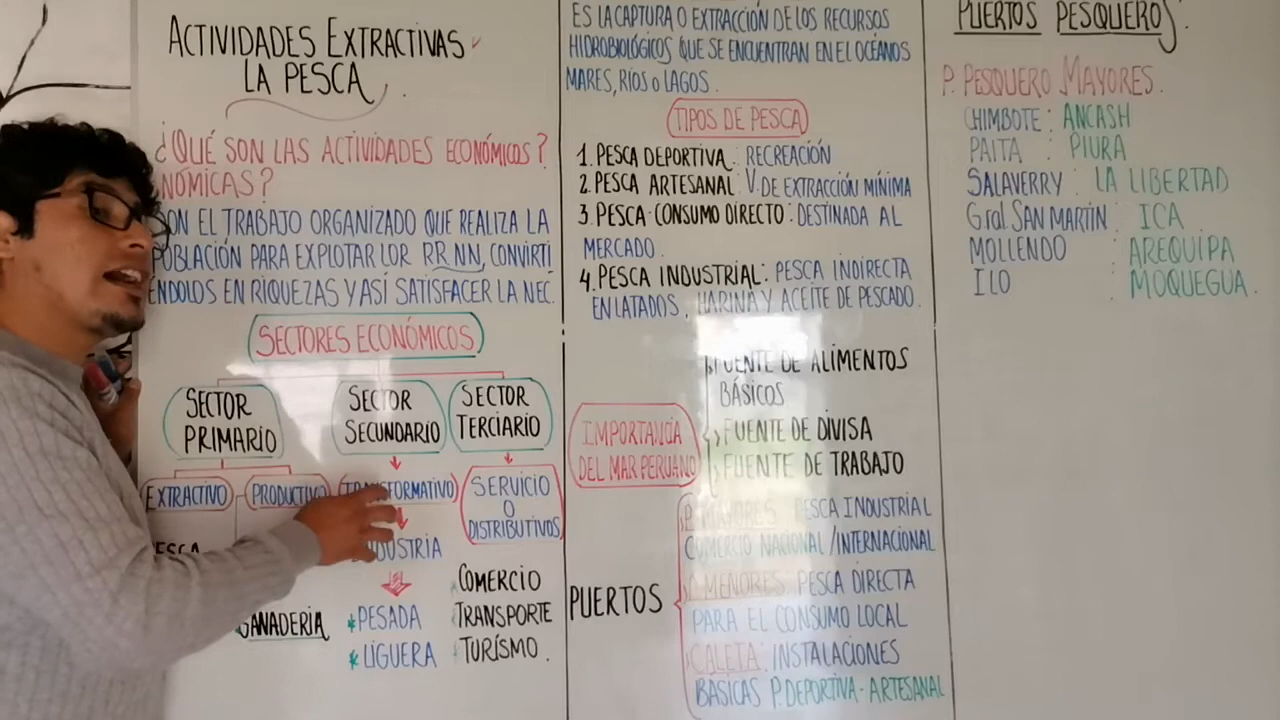 ACTIVIDADES EXTRACTIVAS
LA PESCA.
¿QUÉ SON LAS ACTIVIDADES ECONÓMICOS?
NÓMICAS?
SON EL TRABAJO ORGANIZADO QUE REALIZA LA
POBLACIÓN PARA EXPLOTAR LOR RR.NN, CONVIRTI
ÉNDOLOS EN RIQUEZAS Y ASÍ SATISFACER LA NEC.
SECTORES ECONÓMICOS
SECTOR PRIMARIO
SECTOR SECUNDARIO
SECTOR TERCIARIO
EXTRACTIVO
PRODUCTIVO
TRANSFORMATIVO
SERVICIO
O
DISTRIBUTIVOS
INDUSTRIA
GANADERIA
* PESADA
* LIGUERA
COMERCIO
TRANSPORTE
TURÍSMO.
ES LA CAPTURA O EXTRACCIÓN DE LOS RECURSOS
HIDROBIOLÓGICOS QUE SE ENCUENTRAN EN EL OCÉANOS
MARES, RÍOS O LAGOS.
TIPOS DE PESCA
1. PESCA DEPORTIVA: RECREACIÓN
2. PESCA ARTESANAL: V. DE EXTRACCIÓN MÍNIMA
3. PESCA·CONSUMO DIRECTO: DESTINADA AL
MERCADO.
4. PESCA INDUSTRIAL: PESCA INDIRECTA
ENLATADOS, HARINA Y ACEITE DE PESCADO.
IMPORTANCIA
DEL MAR PERUANO
FUENTE DE ALIMENTOS
BÁSICOS
FUENTE DE DIVISA
FUENTE DE TRABAJO
PUERTOS
P. MAYORES: PESCA INDUSTRIAL
COMERCIO NACIONAL/INTERNACIONAL
P. MENORES: PESCA DIRECTA
PARA EL CONSUMO LOCAL
CALETA: INSTALACIONES
BASICAS P. DEPORTIVA-ARTESANAL
PUERTOS PESQUEROS:
P. PESQUERO MAYORES.
CHIMBOTE: ANCASH
PAITA : PIURA
SALAVERRY: LA LIBERTAD
Gral SAN MARTÍN: ICA
MOLLENDO : AREQUIPA
ILO : MOQUEGUA.